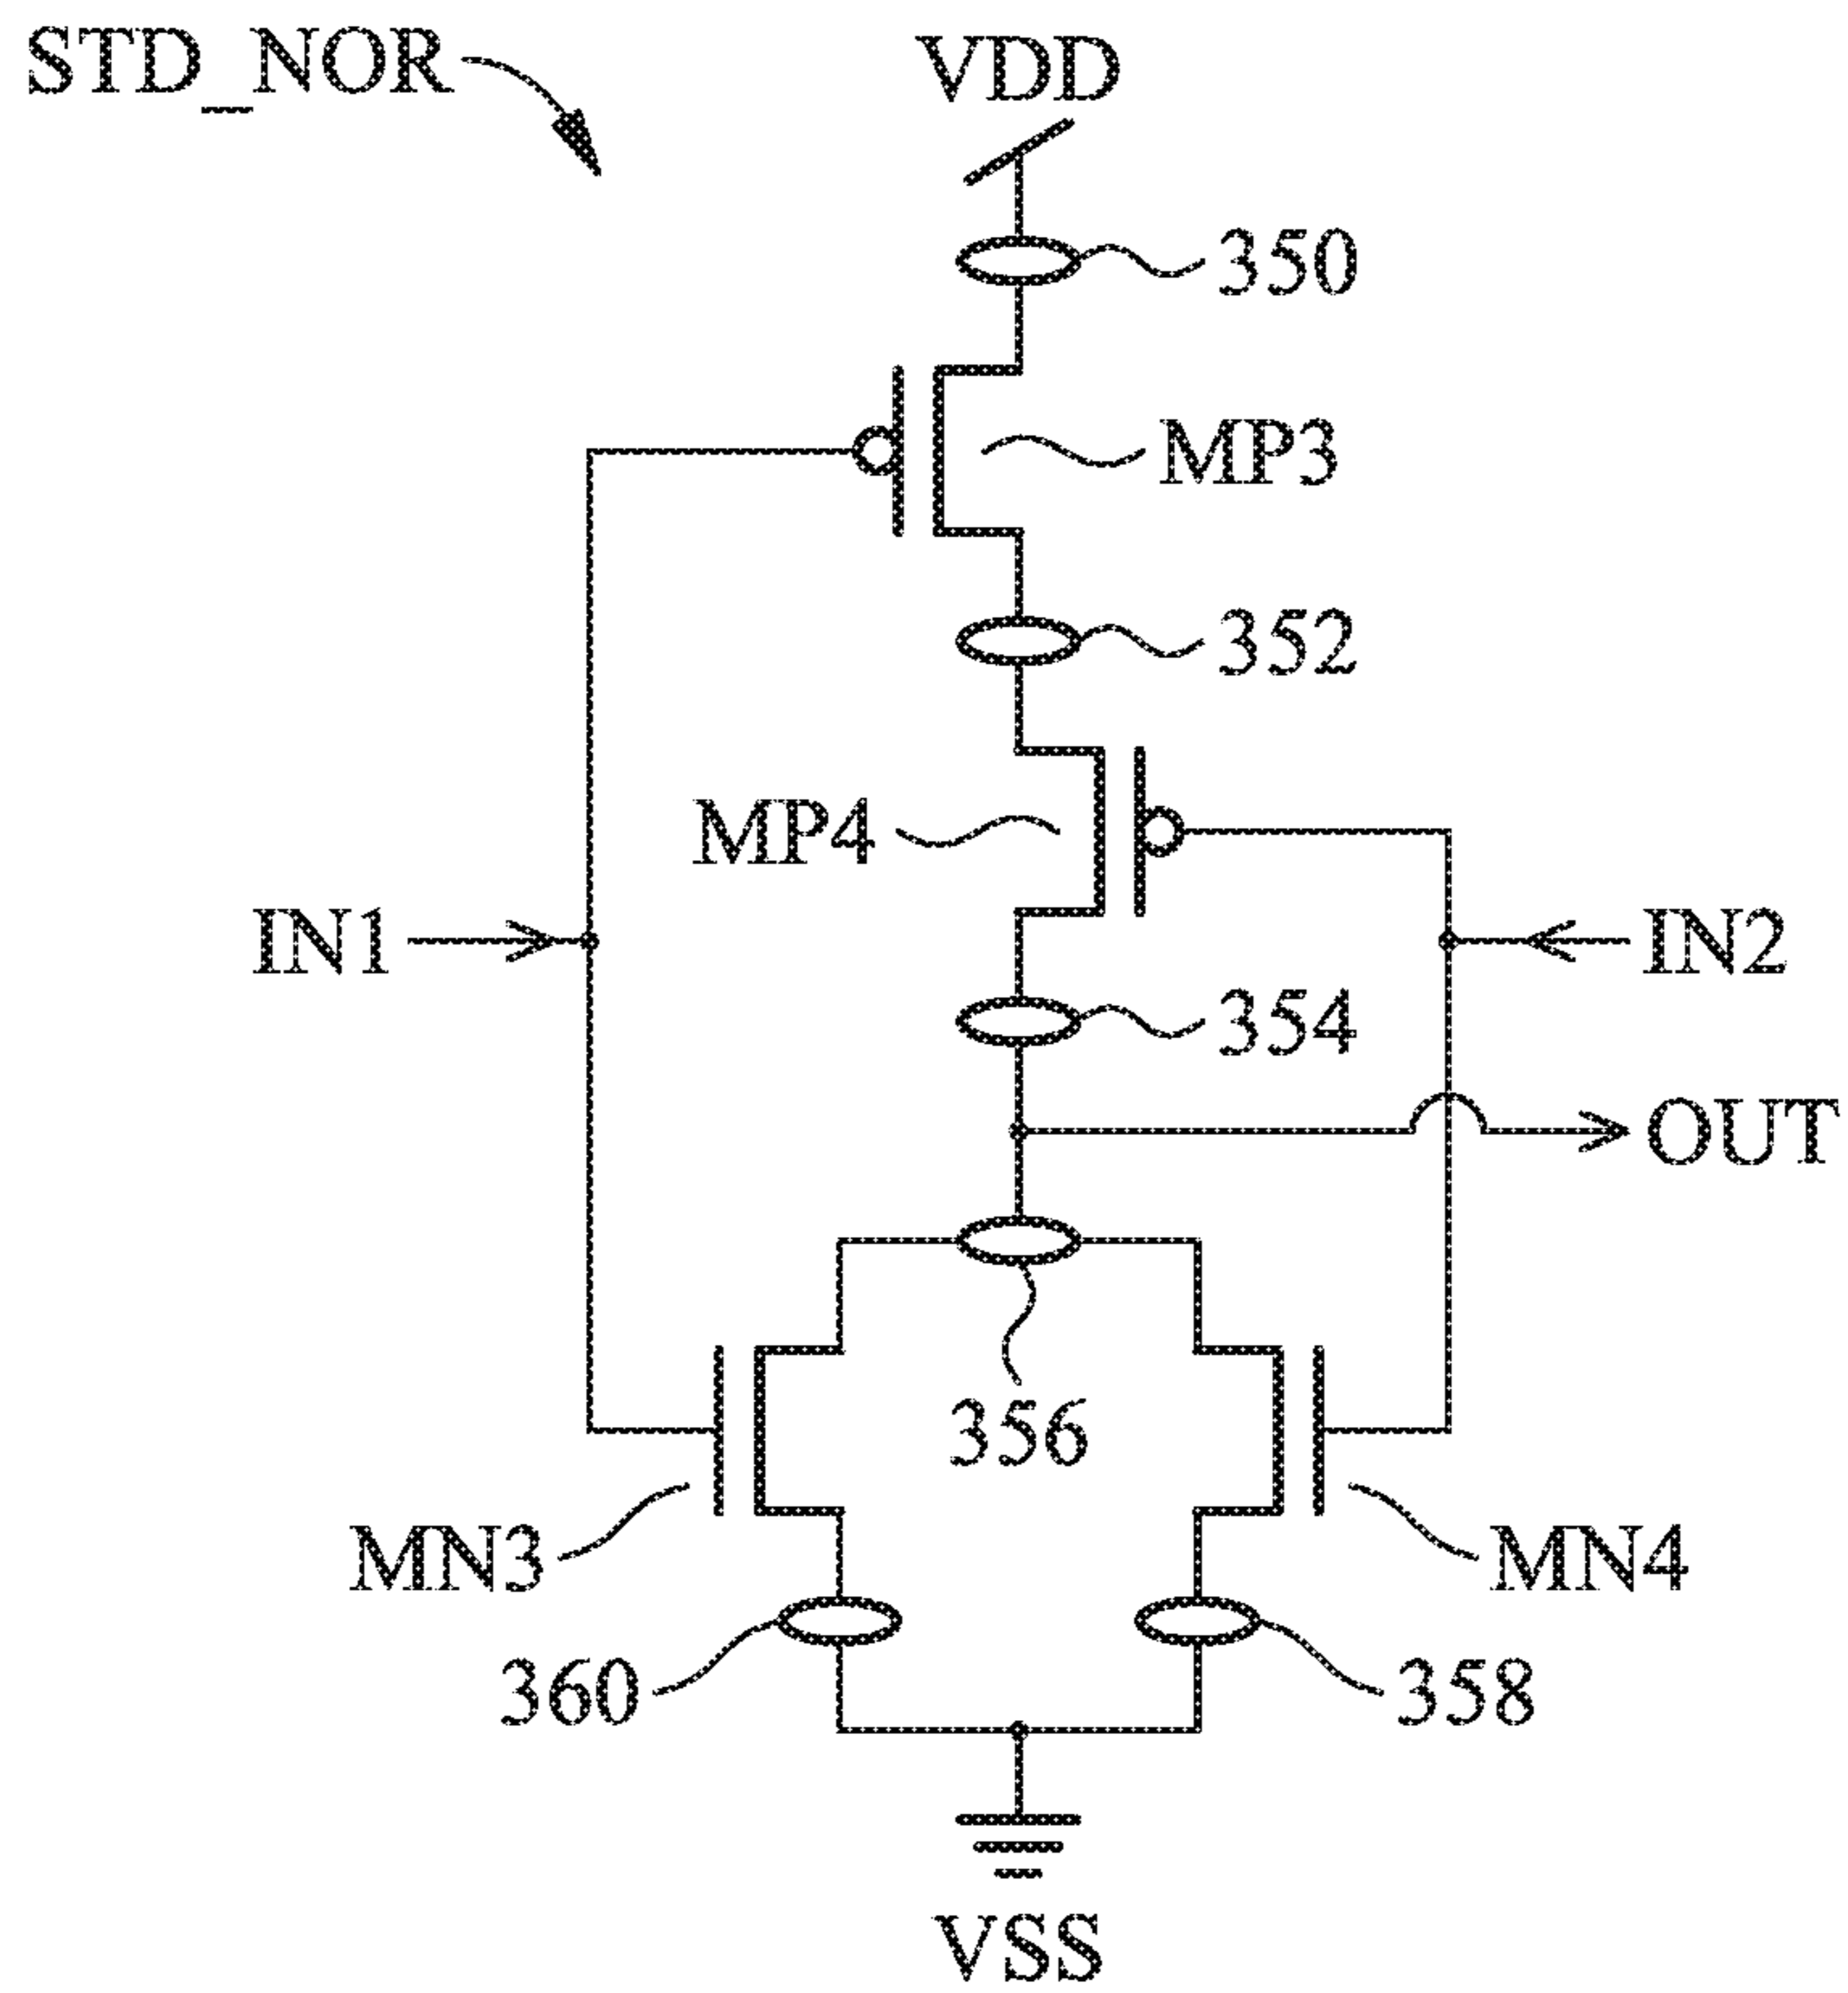 STD_NOR
VDD
350
MP3
352
MP4
IN1
IN2
354
OUT
356
MN3
MN4
360
358
VSS